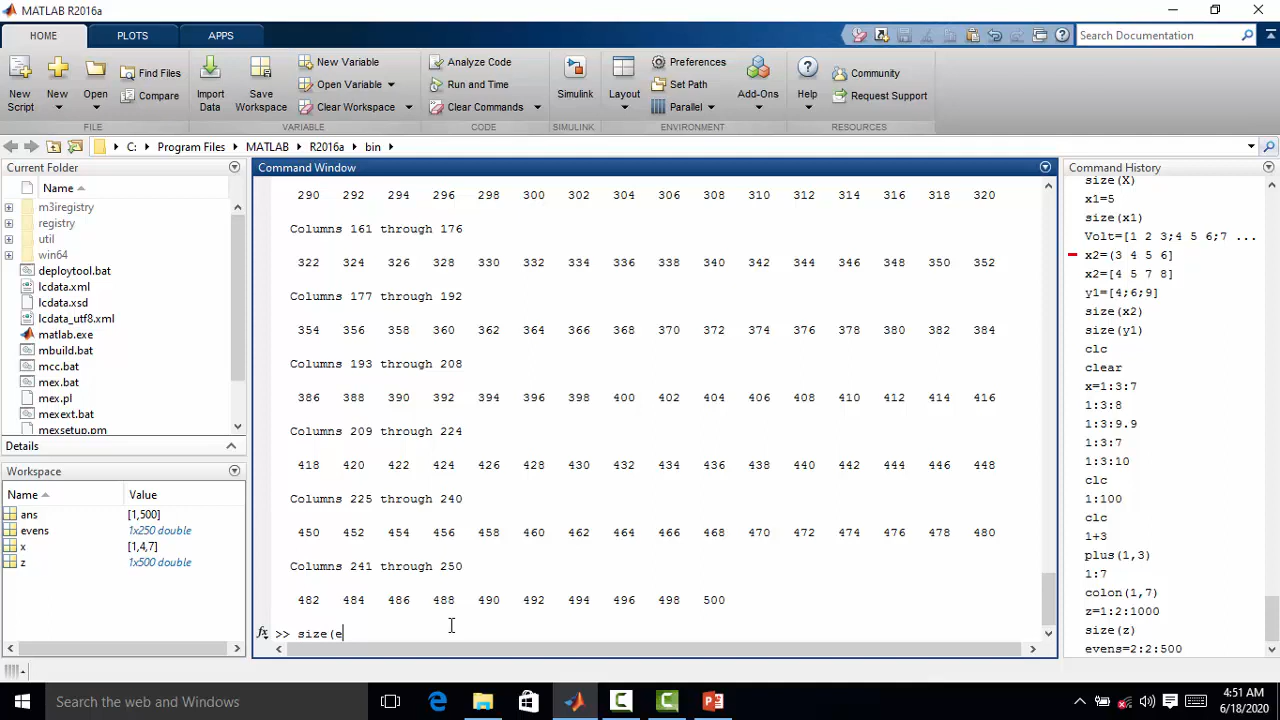 MATLAB R2016a
HOME PLOTS APPS
Search Documentation
New Script
New
Open
Find Files
Compare
Import Data
Save Workspace
New Variable
Open Variable
Clear Workspace
Analyze Code
Run and Time
Clear Commands
Simulink
Layout
Preferences
Set Path
Parallel
Add-Ons
Help
Community
Request Support
FILE VARIABLE CODE SIMULINK ENVIRONMENT RESOURCES
C: Program Files MATLAB R2016a bin
Current Folder
Name
m3iregistry
registry
util
win64
deploytool.bat
lcdata.xml
lcdata.xsd
lcdata_utf8.xml
matlab.exe
mbuild.bat
mcc.bat
mex.bat
mex.pl
mexext.bat
mexsetup.pm
Details
Workspace
Name Value
ans [1,500]
evens 1x250 double
x [1,4,7]
z 1x500 double
Command Window
290 292 294 296 298 300 302 304 306 308 310 312 314 316 318 320
Columns 161 through 176
322 324 326 328 330 332 334 336 338 340 342 344 346 348 350 352
Columns 177 through 192
354 356 358 360 362 364 366 368 370 372 374 376 378 380 382 384
Columns 193 through 208
386 388 390 392 394 396 398 400 402 404 406 408 410 412 414 416
Columns 209 through 224
418 420 422 424 426 428 430 432 434 436 438 440 442 444 446 448
Columns 225 through 240
450 452 454 456 458 460 462 464 466 468 470 472 474 476 478 480
Columns 241 through 250
482 484 486 488 490 492 494 496 498 500
fx >> size(e
Command History
size(X)
x1=5
size(x1)
Volt=[1 2 3;4 5 6;7 ...
x2=(3 4 5 6]
x2=[4 5 7 8]
y1=[4;6;9]
size(x2)
size(y1)
clc
clear
x=1:3:7
1:3:8
1:3:9.9
1:3:7
1:3:10
clc
1:100
clc
1+3
plus(1,3)
1:7
colon(1,7)
z=1:2:1000
size(z)
evens=2:2:500
Search the web and Windows
4:51 AM
6/18/2020